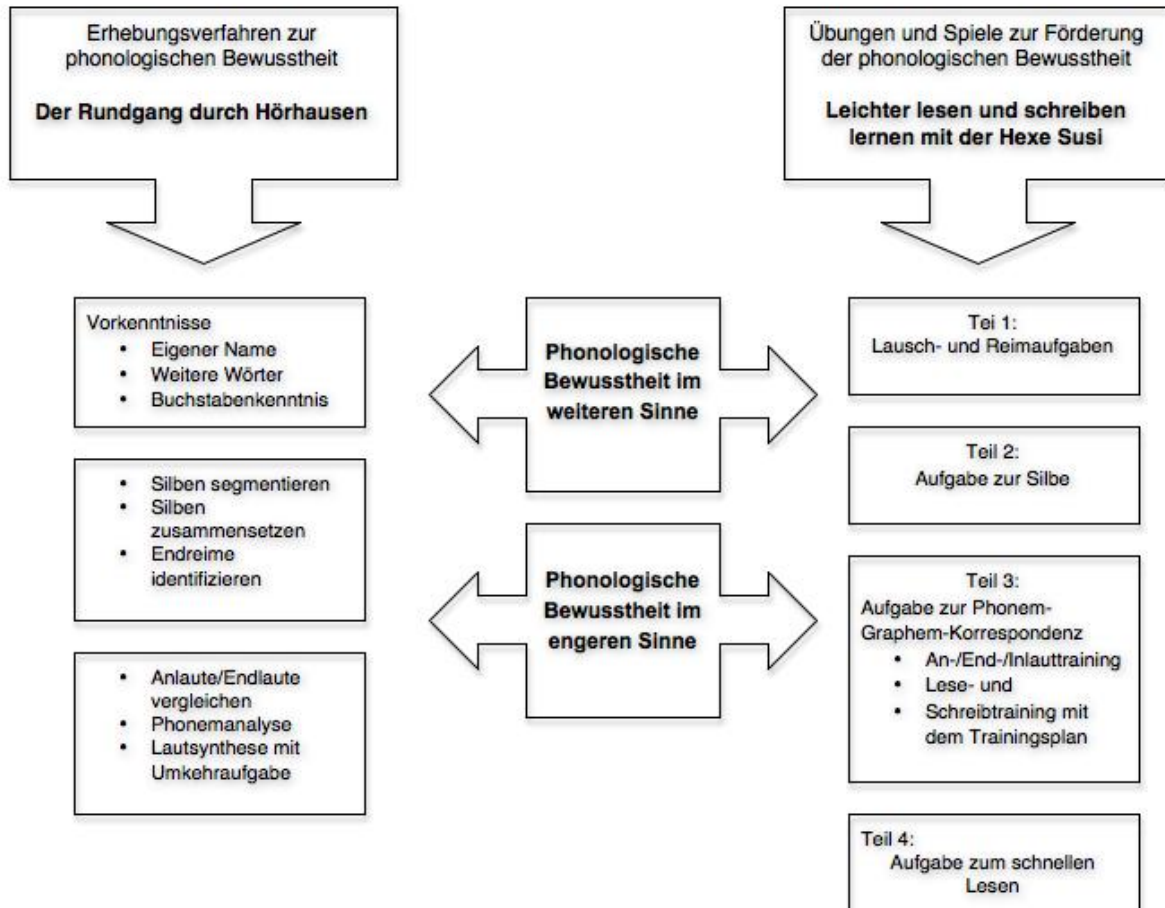 Erhebungsverfahren zur
phonologischen Bewusstheit
Der Rundgang durch Hörhausen
Übungen und Spiele zur Förderung
der phonologischen Bewusstheit
Leichter lesen und schreiben
lernen mit der Hexe Susi
Vorkenntnisse
• Eigener Name
• Weitere Wörter
• Buchstabenkenntnis
• Silben segmentieren
• Silben
zusammensetzen
• Endreime
identifizieren
• Anlaute/Endlaute
vergleichen
• Phonemanalyse
• Lautsynthese mit
Umkehraufgabe
Phonologische
Bewusstheit im
weiteren Sinne
Phonologische
Bewusstheit im
engeren Sinne
Tei 1:
Lausch- und Reimaufgaben
Teil 2:
Aufgabe zur Silbe
Teil 3:
Aufgabe zur Phonem-
Graphem-Korrespondenz
• An-/End-/Inlauttraining
• Lese- und
• Schreibtraining mit
dem Trainingsplan
Teil 4:
Aufgabe zum schnellen
Lesen